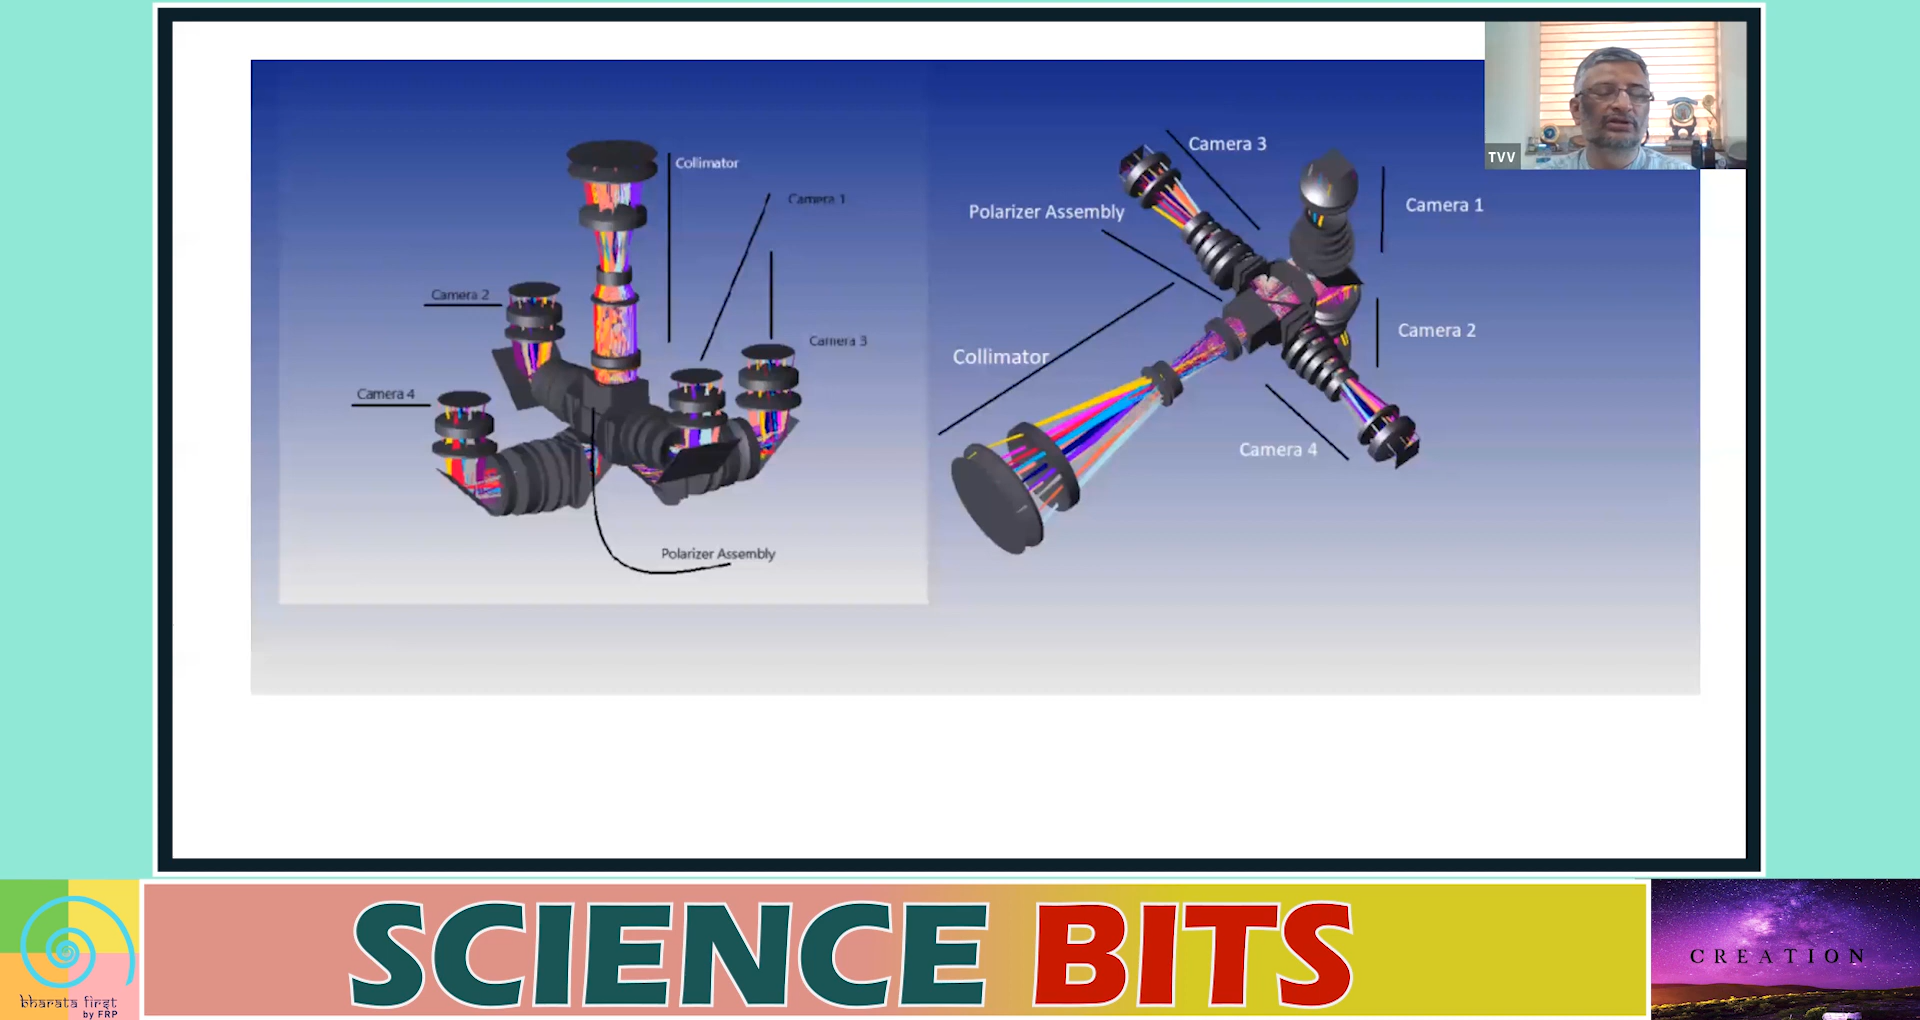 Collimator
Camera 1
Camera 2
Camera 3
Camera 4
Polarizer Assembly
Camera 3
Polarizer Assembly
Camera 1
Camera 2
Collimator
Camera 4
TVV
SCIENCE BITS
bharata first
by FRP
CREATION